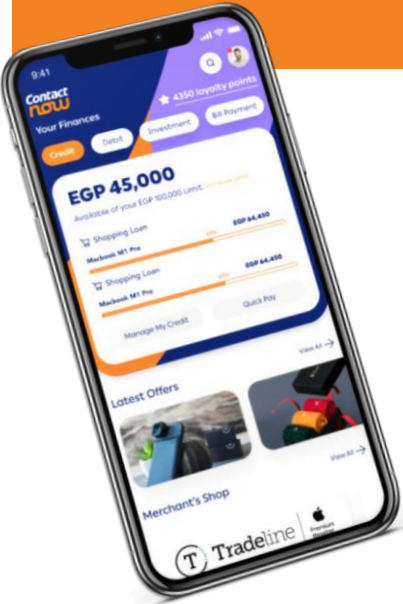 9:41
Contact
now
4350 loyalty points
Your Finances
Credit
Debit
Investment
Bill Payment
EGP 45,000
Available of your EGP 100,000 Limit.
Shopping Loan
Macbook M1 Pro
EGP 64,450
Shopping Loan
Macbook M1 Pro
EGP 64,450
Manage My Credit
Quick Pay
View All
Latest Offers
View All
Merchant's Shop
T Tradeline
Premium